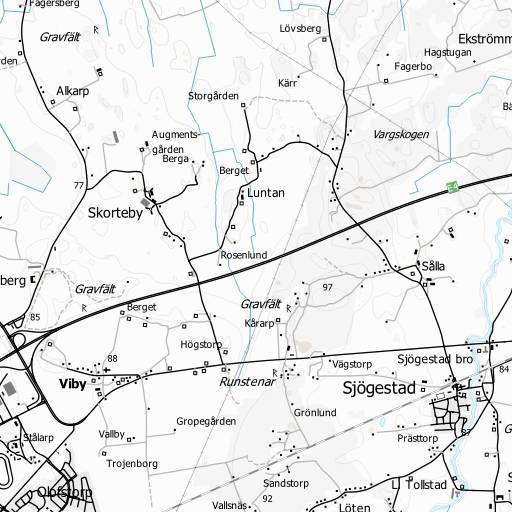 Fagersberg
Lövsberg
Gravfält
Ekströmm
Hagstugan
Fagerbo
Kärr
Alkarp
Storgården
Augments-
gården
Vargskogen
Berga
Berget
77
Luntan
E4
Skorteby
Rosenlund
Sålla
berg
Gravfält
97
Berget
Gravfält
85
Kårarp
Högstorp
88
Vägstorp
Sjögestad bro
84
Viby
Runstenar
Sjögestad
Grönlund
Gropegården
Stålarp
Vallby
Prästtorp
87
Trojenborg
Sandstorp
L:Tollstad
Olofstorp
92
Vallsnäs
Löten